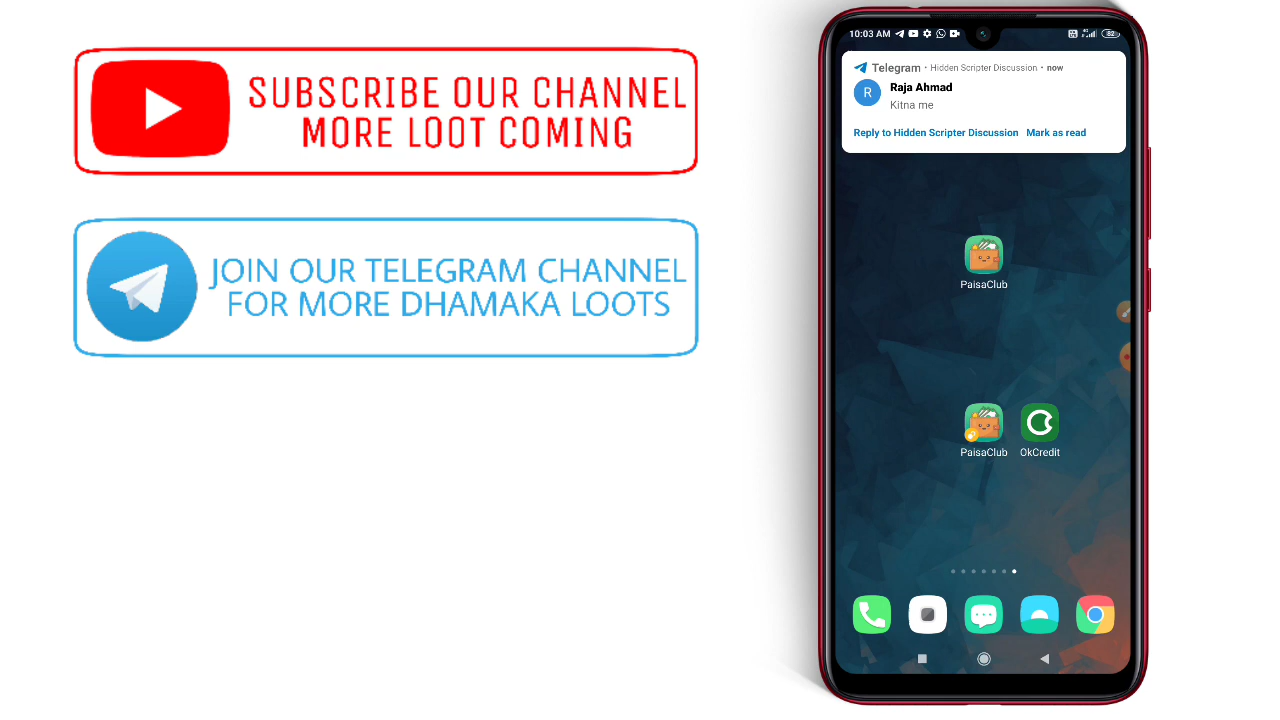 SUBSCRIBE OUR CHANNEL
MORE LOOT COMING
JOIN OUR TELEGRAM CHANNEL
FOR MORE DHAMAKA LOOTS
10:03 AM
82
Telegram • Hidden Scripter Discussion • now
R
Raja Ahmad
Kitna me
Reply to Hidden Scripter Discussion Mark as read
PaisaClub
PaisaClub OkCredit